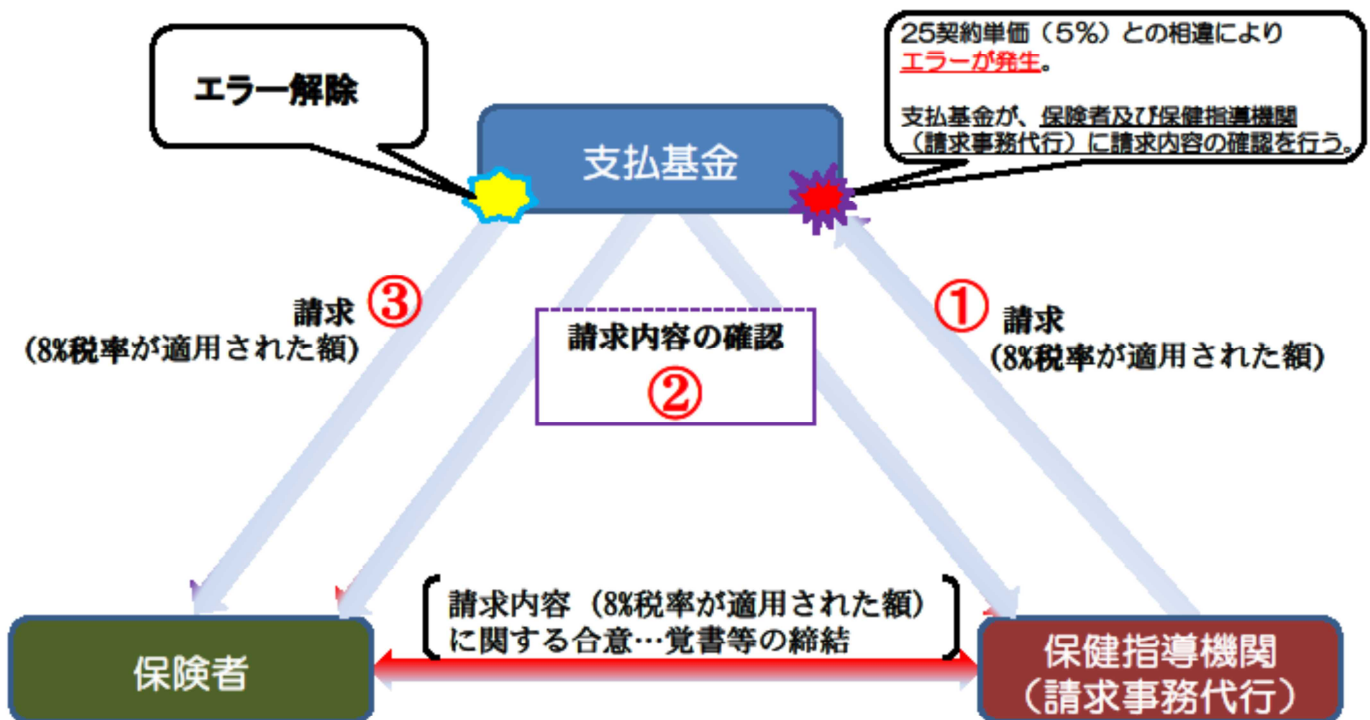 エラー解除
25契約単価（5％）との相違により
エラーが発生。
支払基金が、保険者及び保健指導機関
（請求事務代行）に請求内容の確認を行う。
支払基金
③
請求
(8%税率が適用された額)
請求内容の確認
②
①
請求
(8%税率が適用された額)
請求内容（8%税率が適用された額）
に関する合意…覚書等の締結
保険者
保健指導機関
（請求事務代行）